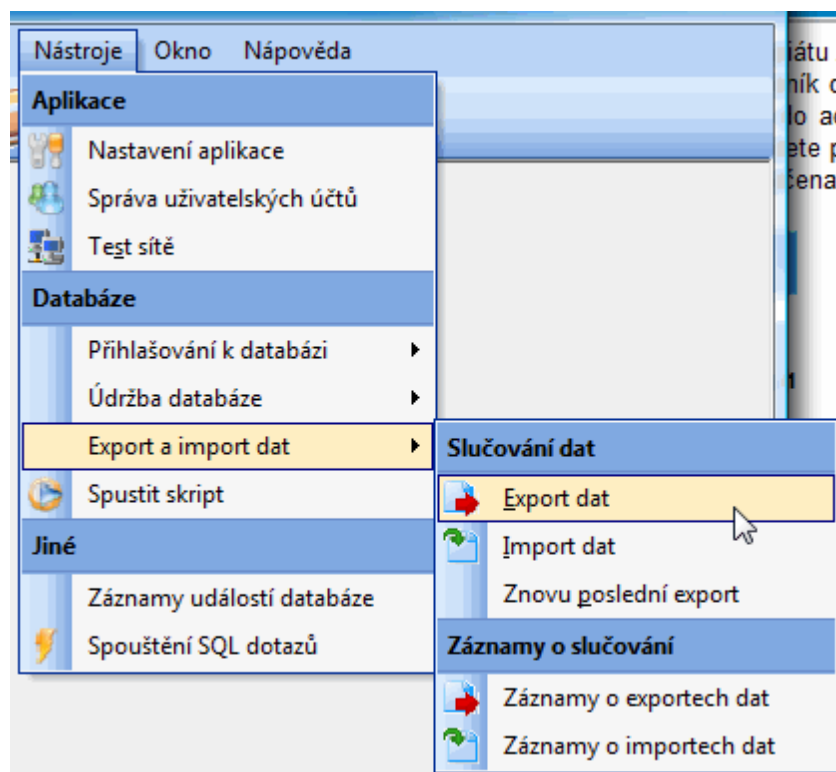 Nástroje Okno Nápověda
Aplikace
Nastavení aplikace
Správa uživatelských účtů
Test sítě
Databáze
Přihlašování k databázi
Údržba databáze
Export a import dat
Spustit skript
Jiné
Záznamy událostí databáze
Spouštění SQL dotazů
Slučování dat
Export dat
Import dat
Znovu poslední export
Záznamy o slučování
Záznamy o exportech dat
Záznamy o importech dat